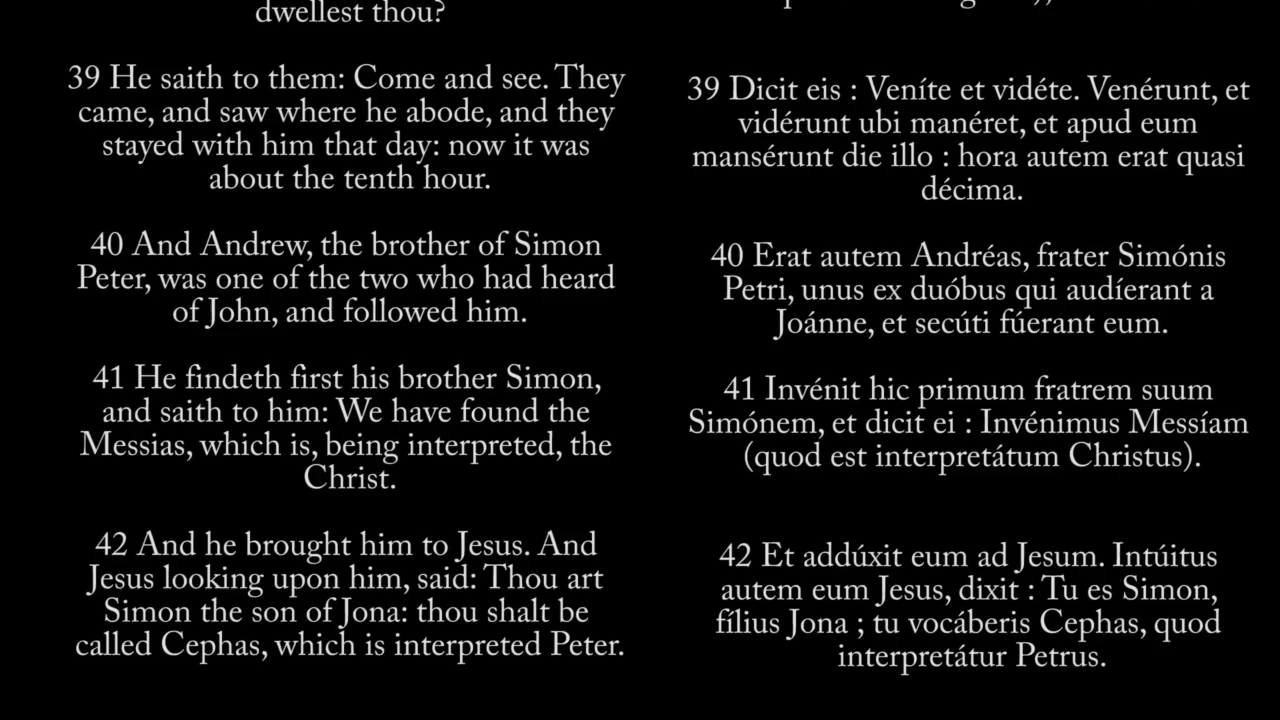 dwellest thou?
39 He saith to them: Come and see. They
came, and saw where he abode, and they
stayed with him that day: now it was
about the tenth hour.
40 And Andrew, the brother of Simon
Peter, was one of the two who had heard
of John, and followed him.
41 He findeth first his brother Simon,
and saith to him: We have found the
Messias, which is, being interpreted, the
Christ.
42 And he brought him to Jesus. And
Jesus looking upon him, said: Thou art
Simon the son of Jona: thou shalt be
called Cephas, which is interpreted Peter.
39 Dicit eis : Veníte et vidéte. Venérunt, et
vidérunt ubi manéret, et apud eum
mansérunt die illo : hora autem erat quasi
décima.
40 Erat autem Andréas, frater Simónis
Petri, unus ex duóbus qui audíerant a
Joánne, et secúti fúerant eum.
41 Invénit hic primum fratrem suum
Simónem, et dicit ei : Invénimus Messíam
(quod est interpretátum Christus).
42 Et addúxit eum ad Jesum. Intúitus
autem eum Jesus, dixit : Tu es Simon,
fílius Jona ; tu vocáberis Cephas, quod
interpretátur Petrus.